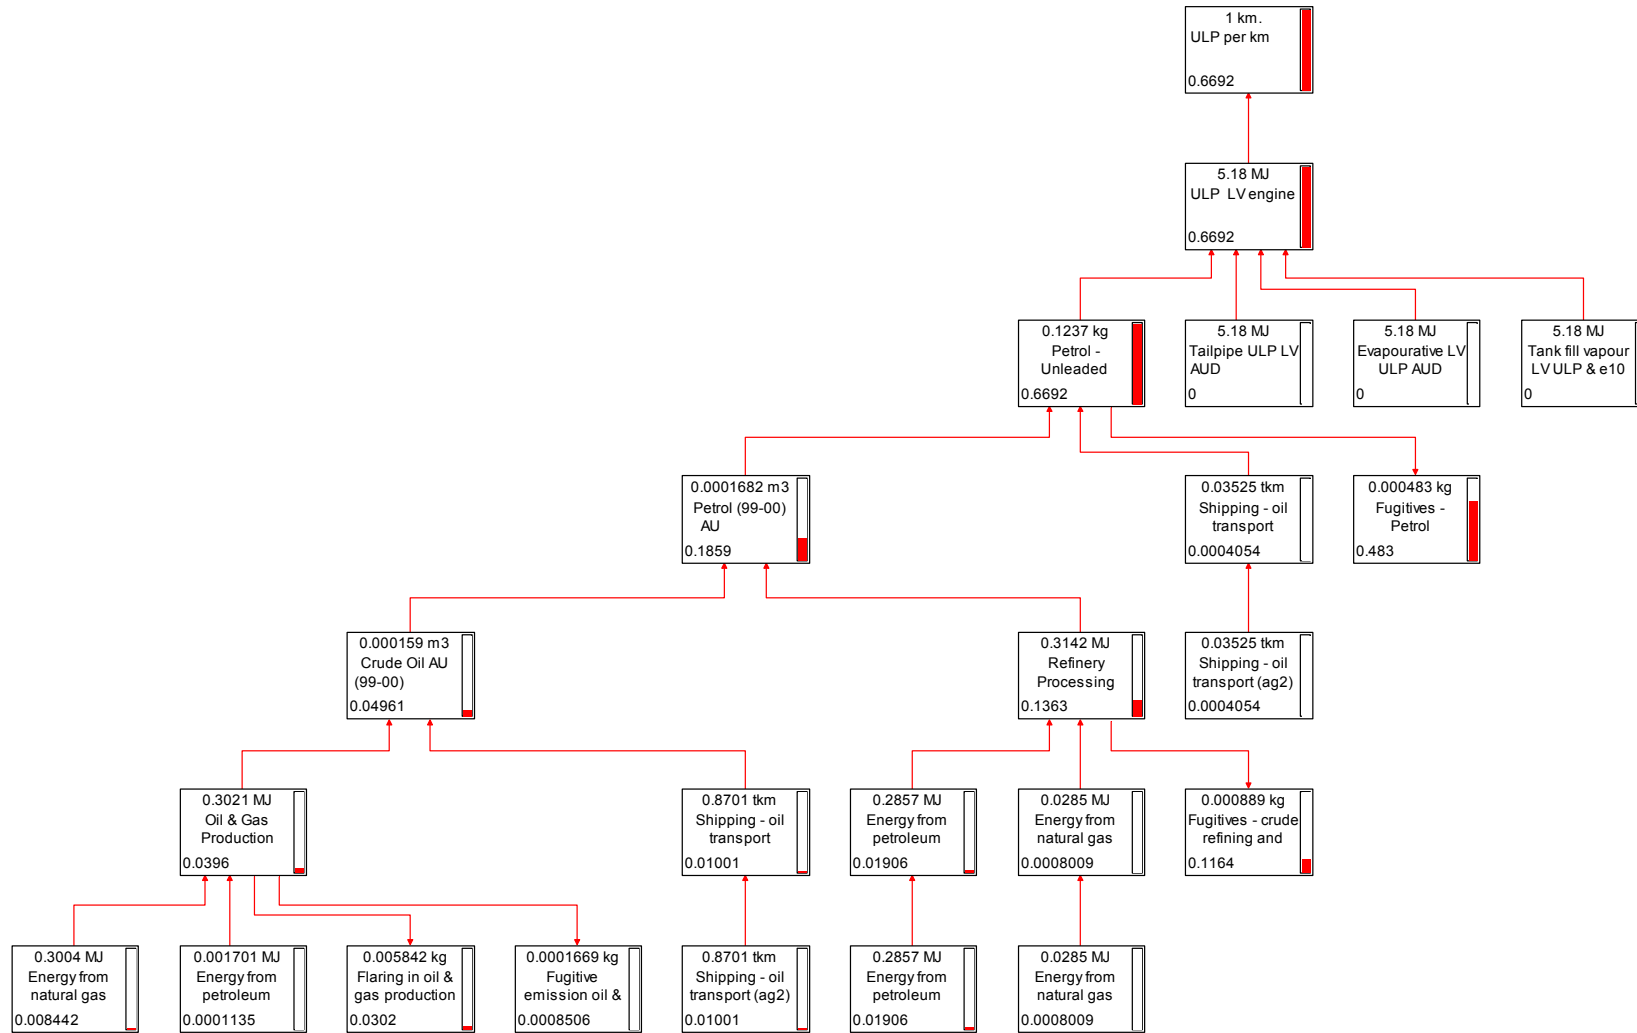 1 km.
ULP per km
0.6692
5.18 MJ
ULP LV engine
0.6692
0.1237 kg
Petrol -
Unleaded
0.6692
5.18 MJ
Tailpipe ULP LV
AUD
0
5.18 MJ
Evapourative LV
ULP AUD
0
5.18 MJ
Tank fill vapour
LV ULP & e10
0
0.0001682 m3
Petrol (99-00)
AU
0.1859
0.03525 tkm
Shipping - oil
transport
0.0004054
0.000483 kg
Fugitives -
Petrol
0.483
0.000159 m3
Crude Oil AU
(99-00)
0.04961
0.3142 MJ
Refinery
Processing
0.1363
0.03525 tkm
Shipping - oil
transport (ag2)
0.0004054
0.3021 MJ
Oil & Gas
Production
0.0396
0.8701 tkm
Shipping - oil
transport
0.01001
0.2857 MJ
Energy from
petroleum
0.01906
0.0285 MJ
Energy from
natural gas
0.0008009
0.000889 kg
Fugitives - crude
refining and
0.1164
0.3004 MJ
Energy from
natural gas
0.008442
0.001701 MJ
Energy from
petroleum
0.0001135
0.005842 kg
Flaring in oil &
gas production
0.0302
0.0001669 kg
Fugitive
emission oil &
0.0008506
0.8701 tkm
Shipping - oil
transport (ag2)
0.01001
0.2857 MJ
Energy from
petroleum
0.01906
0.0285 MJ
Energy from
natural gas
0.0008009